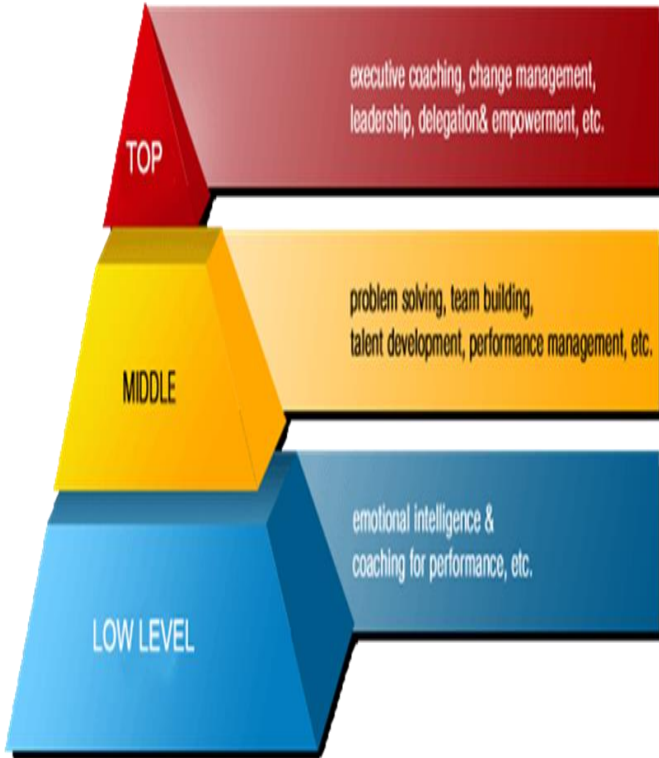 executive coaching, change management,
leadership, delegation& empowerment, etc.
TOP
problem solving, team building,
talent development, performance management, etc.
MIDDLE
emotional intelligence &
coaching for performance, etc.
LOW LEVEL